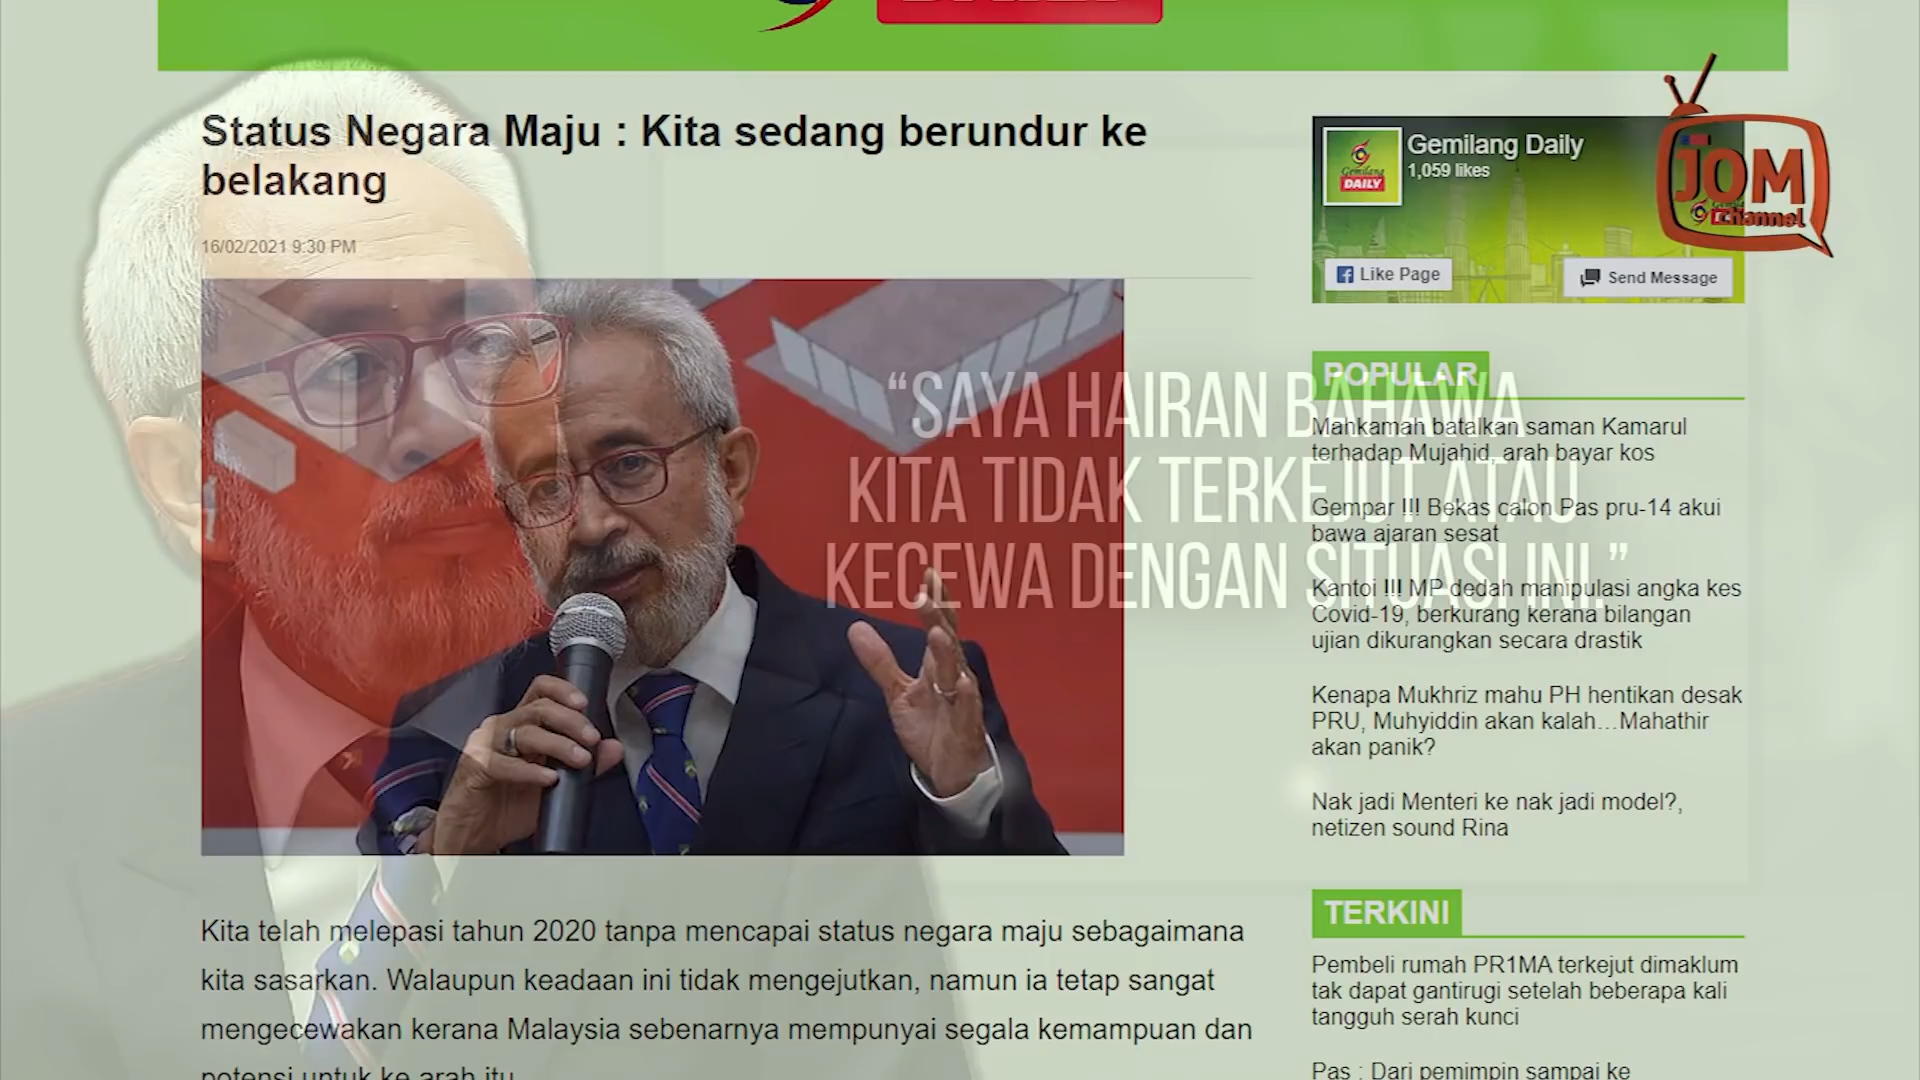 Status Negara Maju : Kita sedang berundur ke
belakang
16/02/2021 9:30 PM
“SAYA HAIRAN BAHAWA
KITA TIDAK TERKEJUT ATAU
KECEWA DENGAN SITUASI INI.”
Kita telah melepasi tahun 2020 tanpa mencapai status negara maju sebagaimana
kita sasarkan. Walaupun keadaan ini tidak mengejutkan, namun ia tetap sangat
mengecewakan kerana Malaysia sebenarnya mempunyai segala kemampuan dan
potensi untuk ke arah itu.
Gemilang Daily
1,059 likes
Gemilang
DAILY
Like Page
Send Message
JOM
channel
POPULAR
Mahkamah batalkan saman Kamarul
terhadap Mujahid, arah bayar kos
Gempar !!! Bekas calon Pas pru-14 akui
bawa ajaran sesat
Kantoi !!! MP dedah manipulasi angka kes
Covid-19, berkurang kerana bilangan
ujian dikurangkan secara drastik
Kenapa Mukhriz mahu PH hentikan desak
PRU, Muhyiddin akan kalah…Mahathir
akan panik?
Nak jadi Menteri ke nak jadi model?,
netizen sound Rina
TERKINI
Pembeli rumah PR1MA terkejut dimaklum
tak dapat gantirugi setelah beberapa kali
tangguh serah kunci
Pas : Dari pemimpin sampai ke